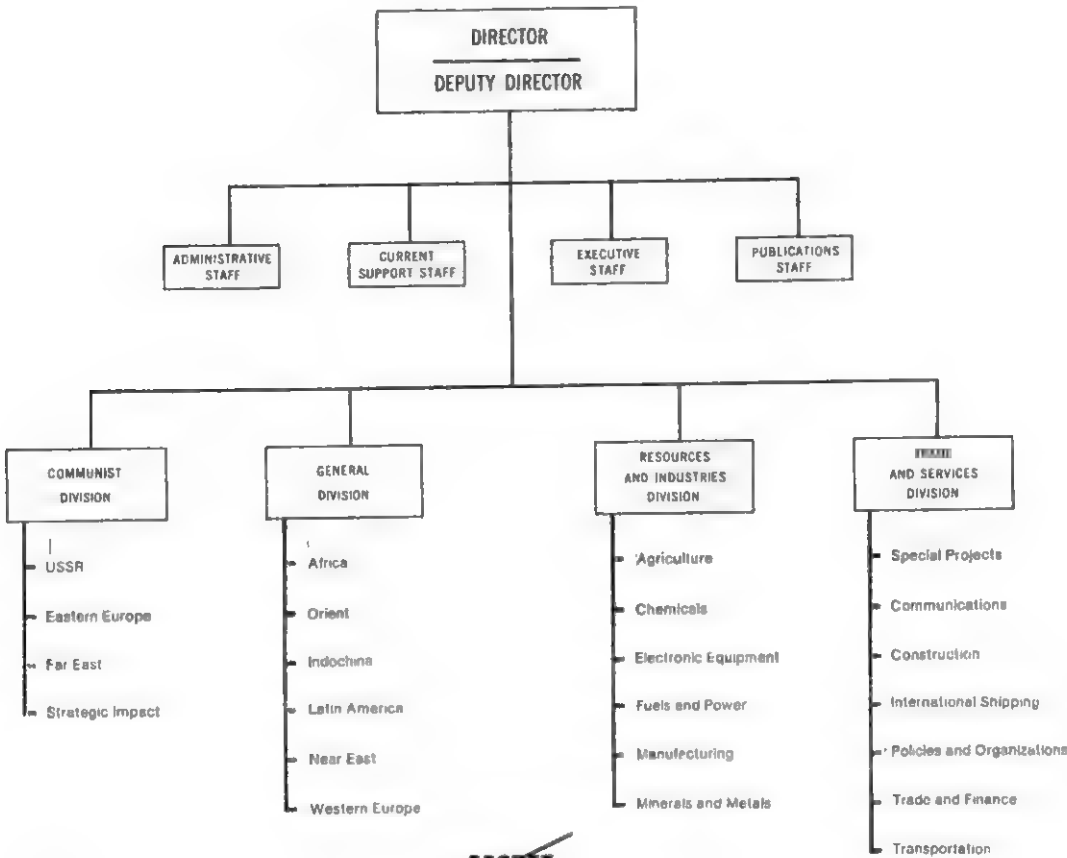 DIRECTOR
DEPUTY DIRECTOR
ADMINISTRATIVE
STAFF
CURRENT
SUPPORT STAFF
EXECUTIVE
STAFF
PUBLICATIONS
STAFF
COMMUNIST
DIVISION
USSR
Eastern Europe
Far East
Strategic Impact
GENERAL
DIVISION
Africa
Orient
Indochina
Latin America
Near East
Western Europe
RESOURCES
AND INDUSTRIES
DIVISION
Agriculture
Chemicals
Electronic Equipment
Fuels and Power
Manufacturing
Minerals and Metals
AND SERVICES
DIVISION
Special Projects
Communications
Construction
International Shipping
Policies and Organizations
Trade and Finance
Transportation